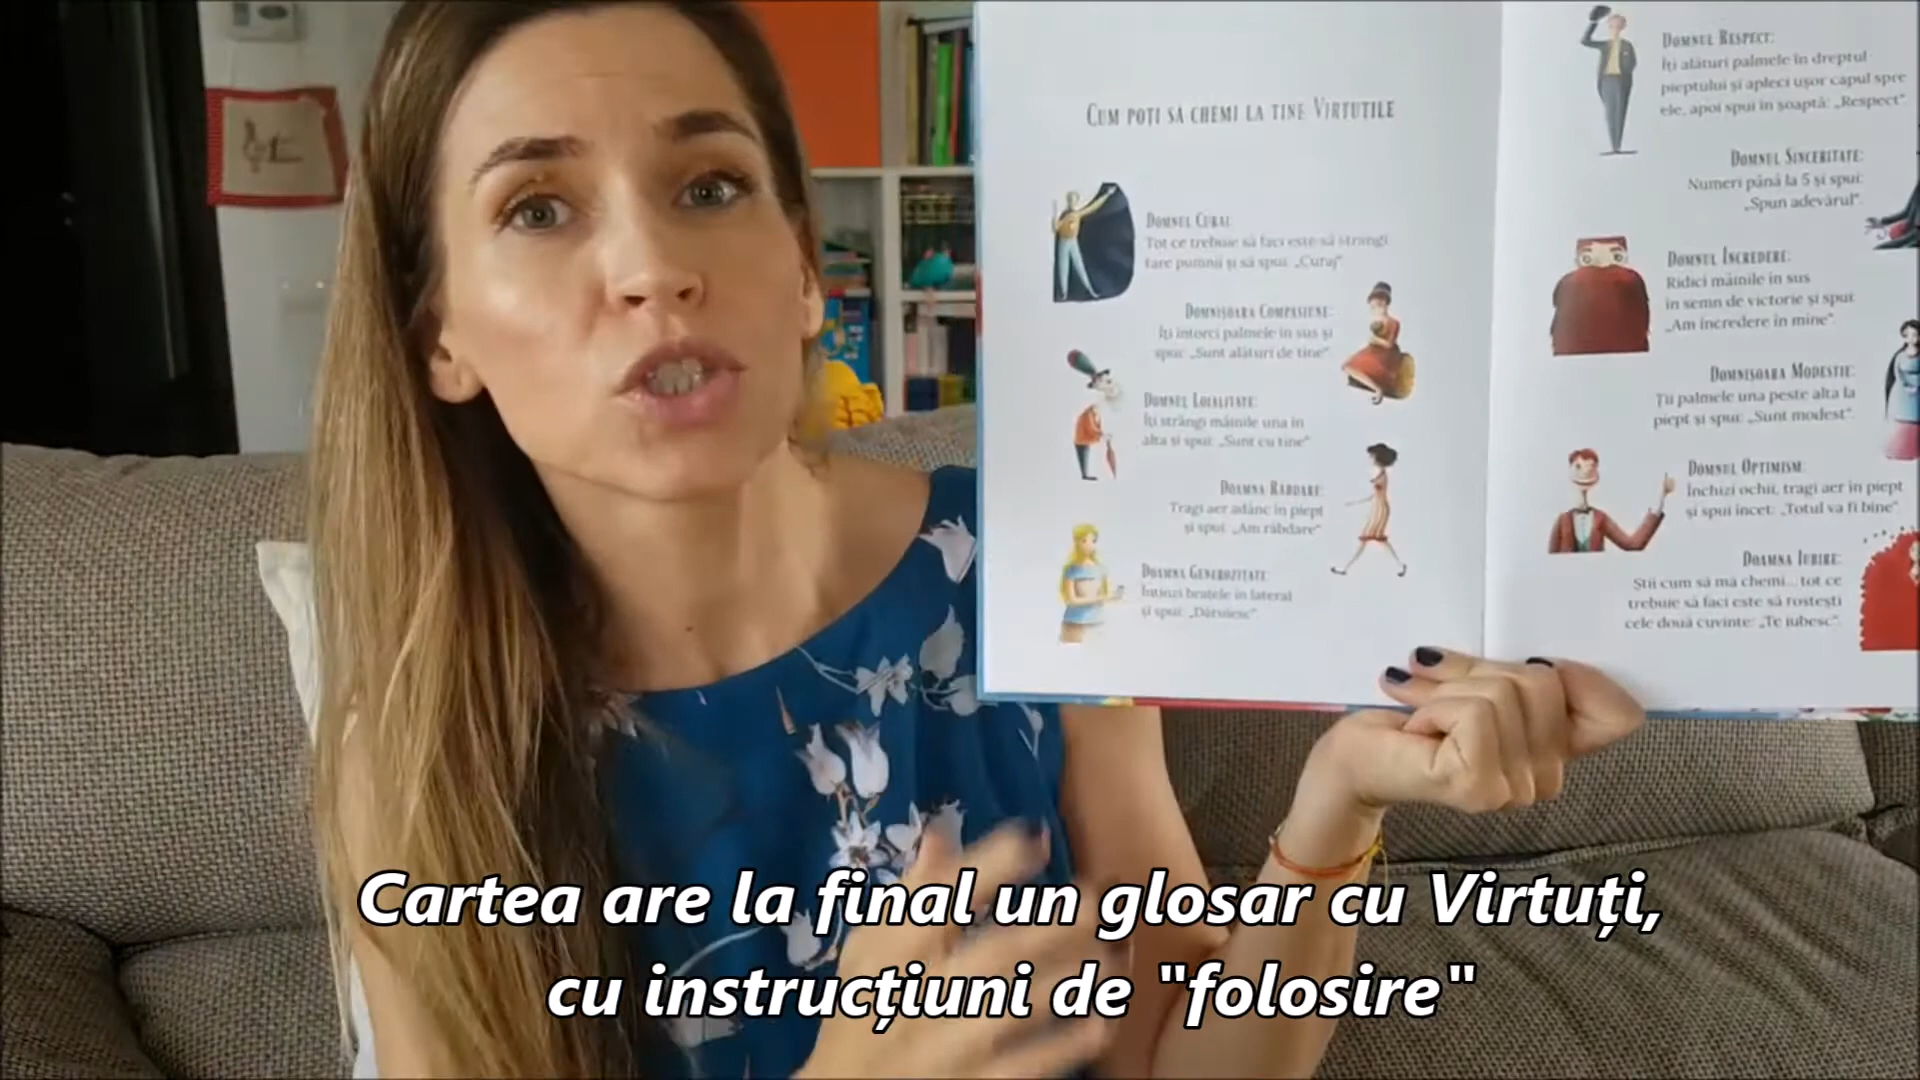 CUM POȚI SĂ CHEMI LA TINE VIRTUȚILE
DOMNUL CURAJ:
Tot ce trebuie să faci este să strângi
tare pumnii și să spui: „Curaj”
DOMNIȘOARA COMPASIUNE:
Îți întorci palmele în sus și
spui: „Sunt alături de tine”
DOMNUL LOIALITATE:
Îți strângi mâinile una în
alta și spui: „Sunt cu tine”
DOAMNA RĂBDARE:
Tragi aer adânc în piept
și spui: „Am răbdare”
DOAMNA GENEROZITATE:
Întinzi brațele în lateral
și spui: „Dăruiesc”
DOMNUL RESPECT:
Îți alături palmele în dreptul
pieptului și apleci ușor capul spre
ele, apoi spui în șoaptă: „Respect”
DOMNUL SINCERITATE:
Numeri până la 5 și spui:
„Spun adevărul”.
DOMNUL ÎNCREDERE:
Ridici mâinile în sus
în semn de victorie și spui
„Am încredere în mine”.
DOMNIȘOARA MODESTIE:
Ții palmele una peste alta la
piept și spui: „Sunt modest”.
DOMNUL OPTIMISM:
Închizi ochii, tragi aer în piept
și spui încet: „Totul va fi bine”.
DOAMNA IUBIRE:
Știi cum să mă chemi... tot ce
trebuie să faci este să rostești
cele două cuvinte: „Te iubesc”.
Cartea are la final un glosar cu Virtuți,
cu instrucțiuni de "folosire"